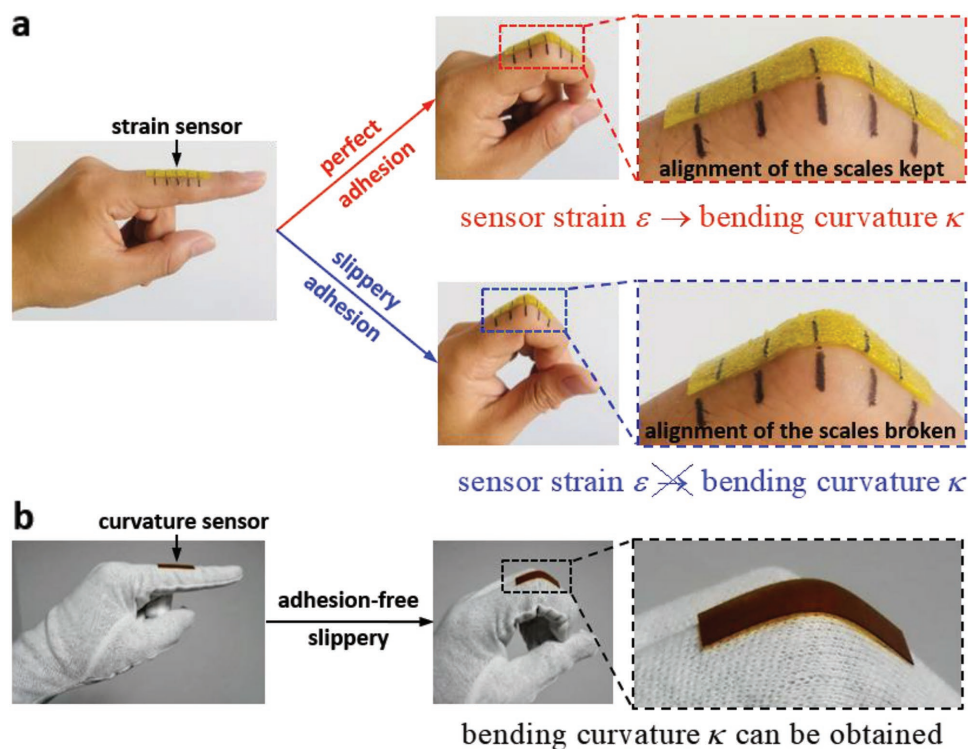 a
strain sensor
perfect
adhesion
alignment of the scales kept
sensor strain ε → bending curvature κ
slippery
adhesion
alignment of the scales broken
sensor strain ε → bending curvature κ
b
curvature sensor
adhesion-free
slippery
bending curvature κ can be obtained